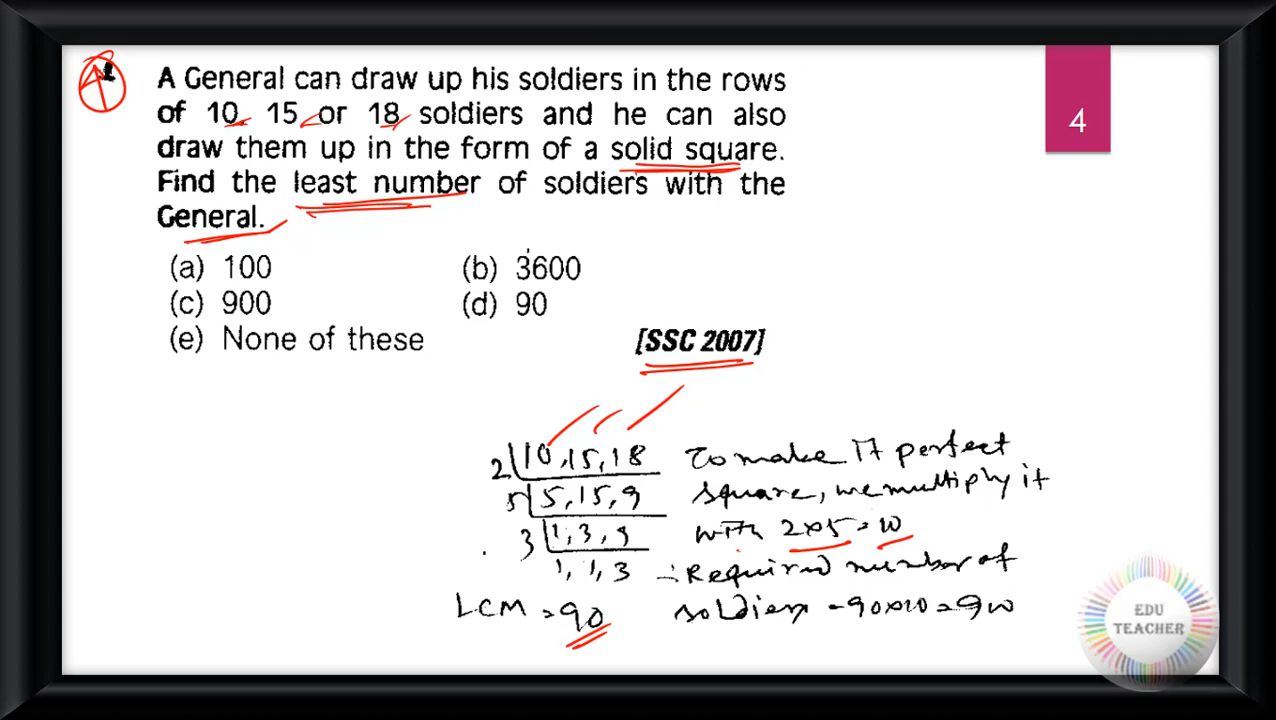 A General can draw up his soldiers in the rows
of 10, 15 or 18 soldiers and he can also
draw them up in the form of a solid square.
Find the least number of soldiers with the
General.
(a) 100 (b) 3600
(c) 900 (d) 90
(e) None of these
[SSC 2007]
4
2 | 10, 15, 18
5 | 5, 15, 9
3 | 1, 3, 9
1, 1, 3
LCM = 90
To make it perfect
square, we multiply it
with 2×5 = 10
∴ Required number of
soldiers = 90×10 = 900
EDU
TEACHER